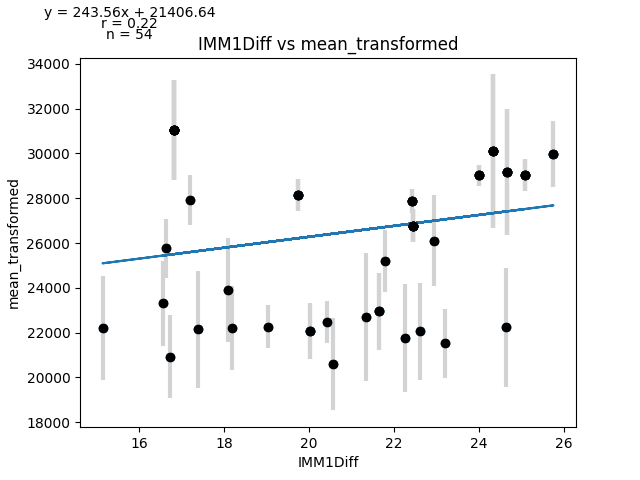 y = 243.56x + 21406.64
r = 0.22
n = 54
IMM1Diff vs mean_transformed
34000
32000
30000
28000
26000
24000
22000
20000
18000
mean_transformed
16
18
20
22
24
26
IMM1Diff